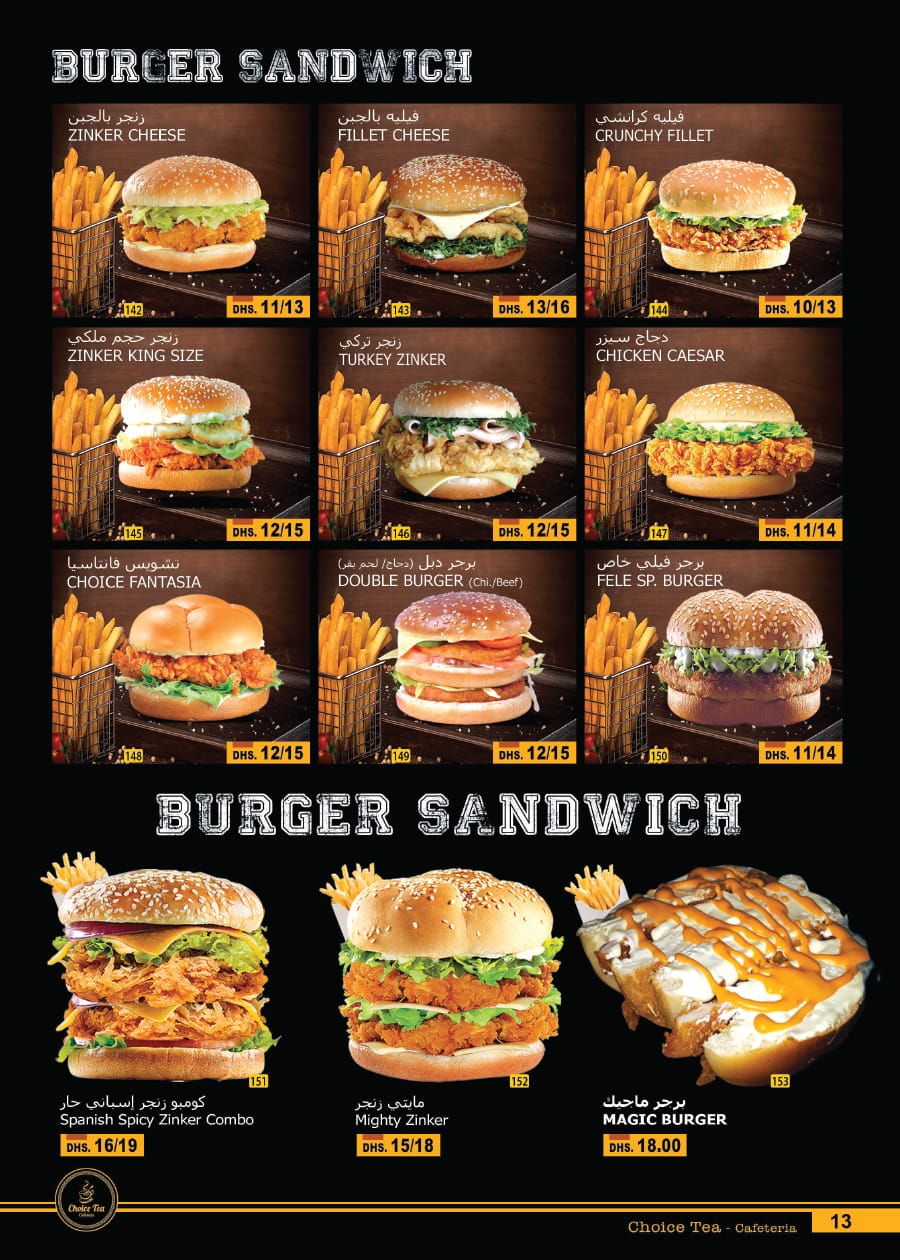 BURGER SANDWICH
زنجر بالجبن
ZINKER CHEESE
142
DHS. 11/13
فيليه بالجبن
FILLET CHEESE
143
DHS. 13/16
فيليه كرانشي
CRUNCHY FILLET
144
DHS. 10/13
زنجر حجم ملكي
ZINKER KING SIZE
145
DHS. 12/15
زنجر تركي
TURKEY ZINKER
146
DHS. 12/15
دجاج سيزر
CHICKEN CAESAR
147
DHS. 11/14
تشويس فانتاسيا
CHOICE FANTASIA
148
DHS. 12/15
برجر دبل (دجاج/ لحم بقر)
DOUBLE BURGER (Chi./Beef)
149
DHS. 12/15
برجر فيلي خاص
FELE SP. BURGER
150
DHS. 11/14
BURGER SANDWICH
151
كومبو زنجر إسباني حار
Spanish Spicy Zinker Combo
DHS. 16/19
152
مايتي زنجر
Mighty Zinker
DHS. 15/18
153
برجر ماجيك
MAGIC BURGER
DHS. 18.00
Choice Tea
Cafeteria
Choice Tea - Cafeteria
13